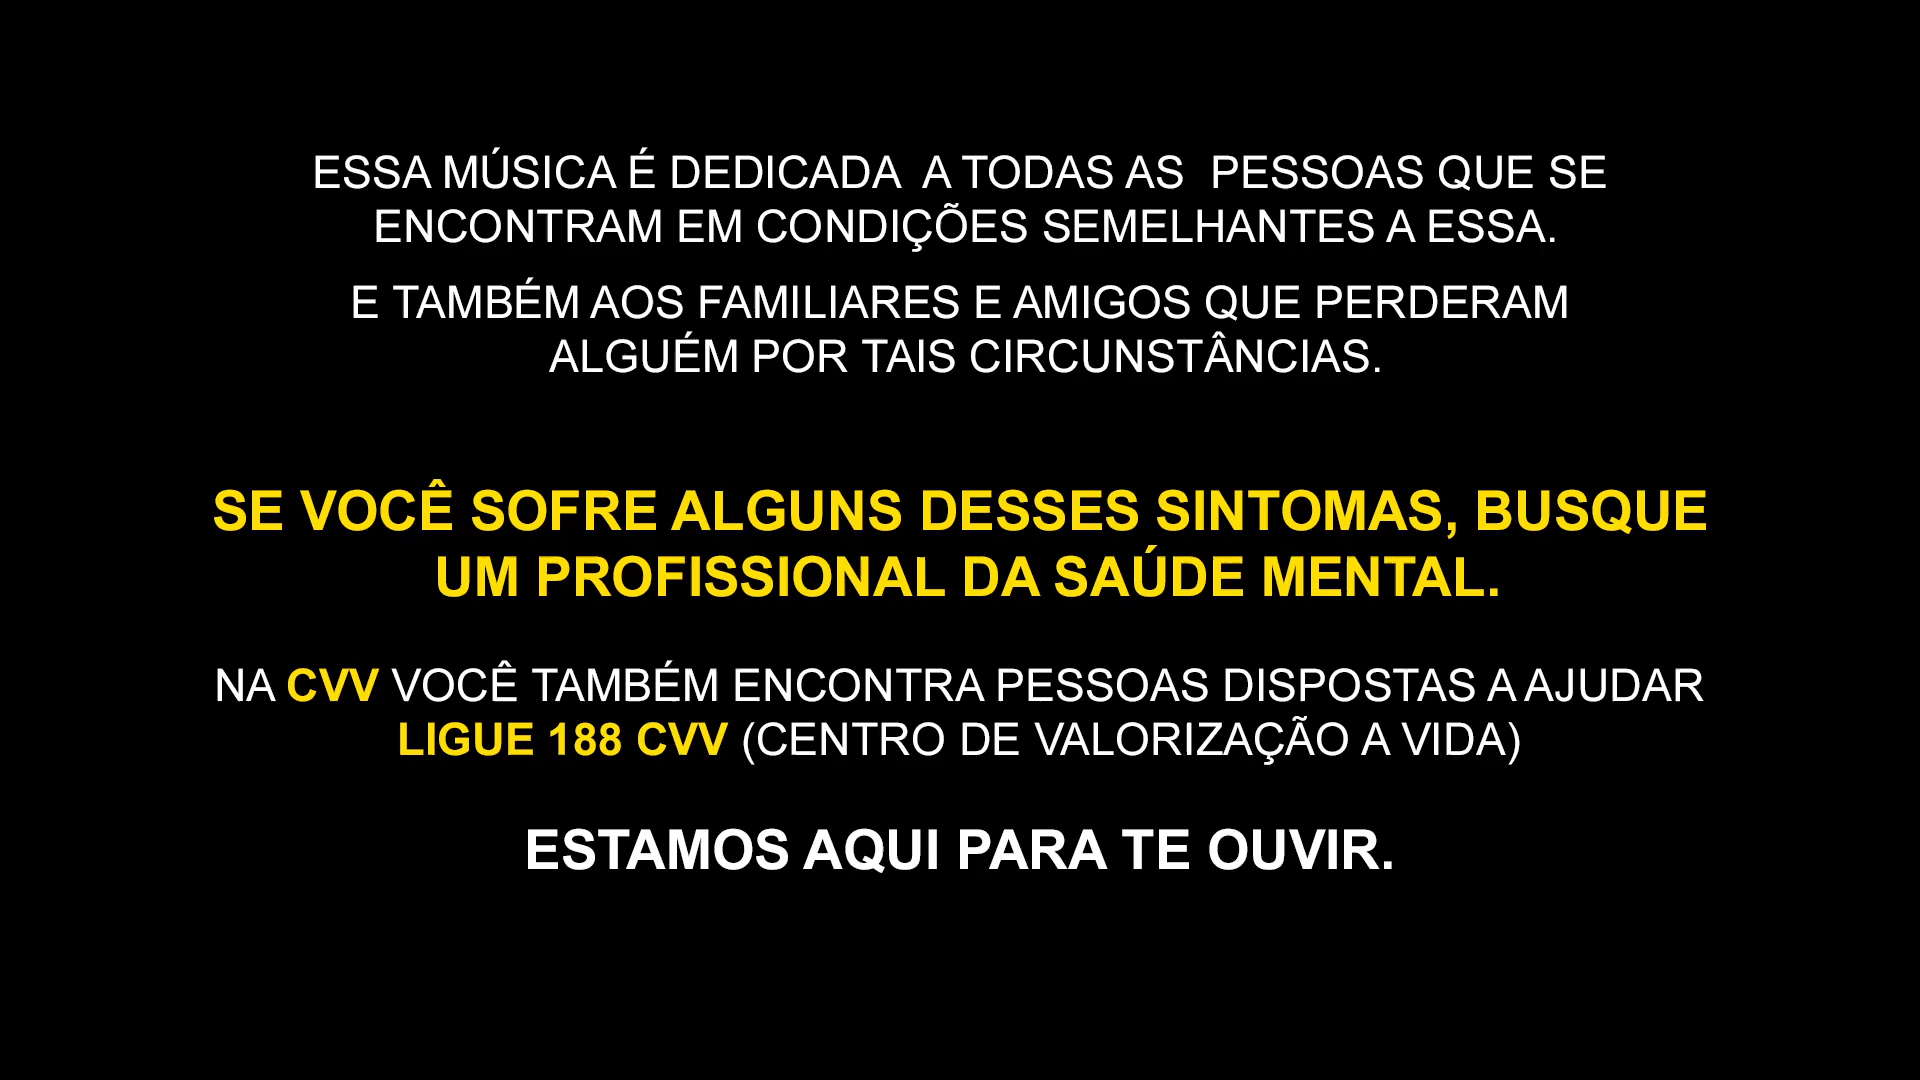 ESSA MÚSICA É DEDICADA  A TODAS AS  PESSOAS QUE SE
ENCONTRAM EM CONDIÇÕES SEMELHANTES A ESSA.
E TAMBÉM AOS FAMILIARES E AMIGOS QUE PERDERAM
ALGUÉM POR TAIS CIRCUNSTÂNCIAS.
SE VOCÊ SOFRE ALGUNS DESSES SINTOMAS, BUSQUE
UM PROFISSIONAL DA SAÚDE MENTAL.
NA CVV VOCÊ TAMBÉM ENCONTRA PESSOAS DISPOSTAS A AJUDAR
LIGUE 188 CVV (CENTRO DE VALORIZAÇÃO A VIDA)
ESTAMOS AQUI PARA TE OUVIR.